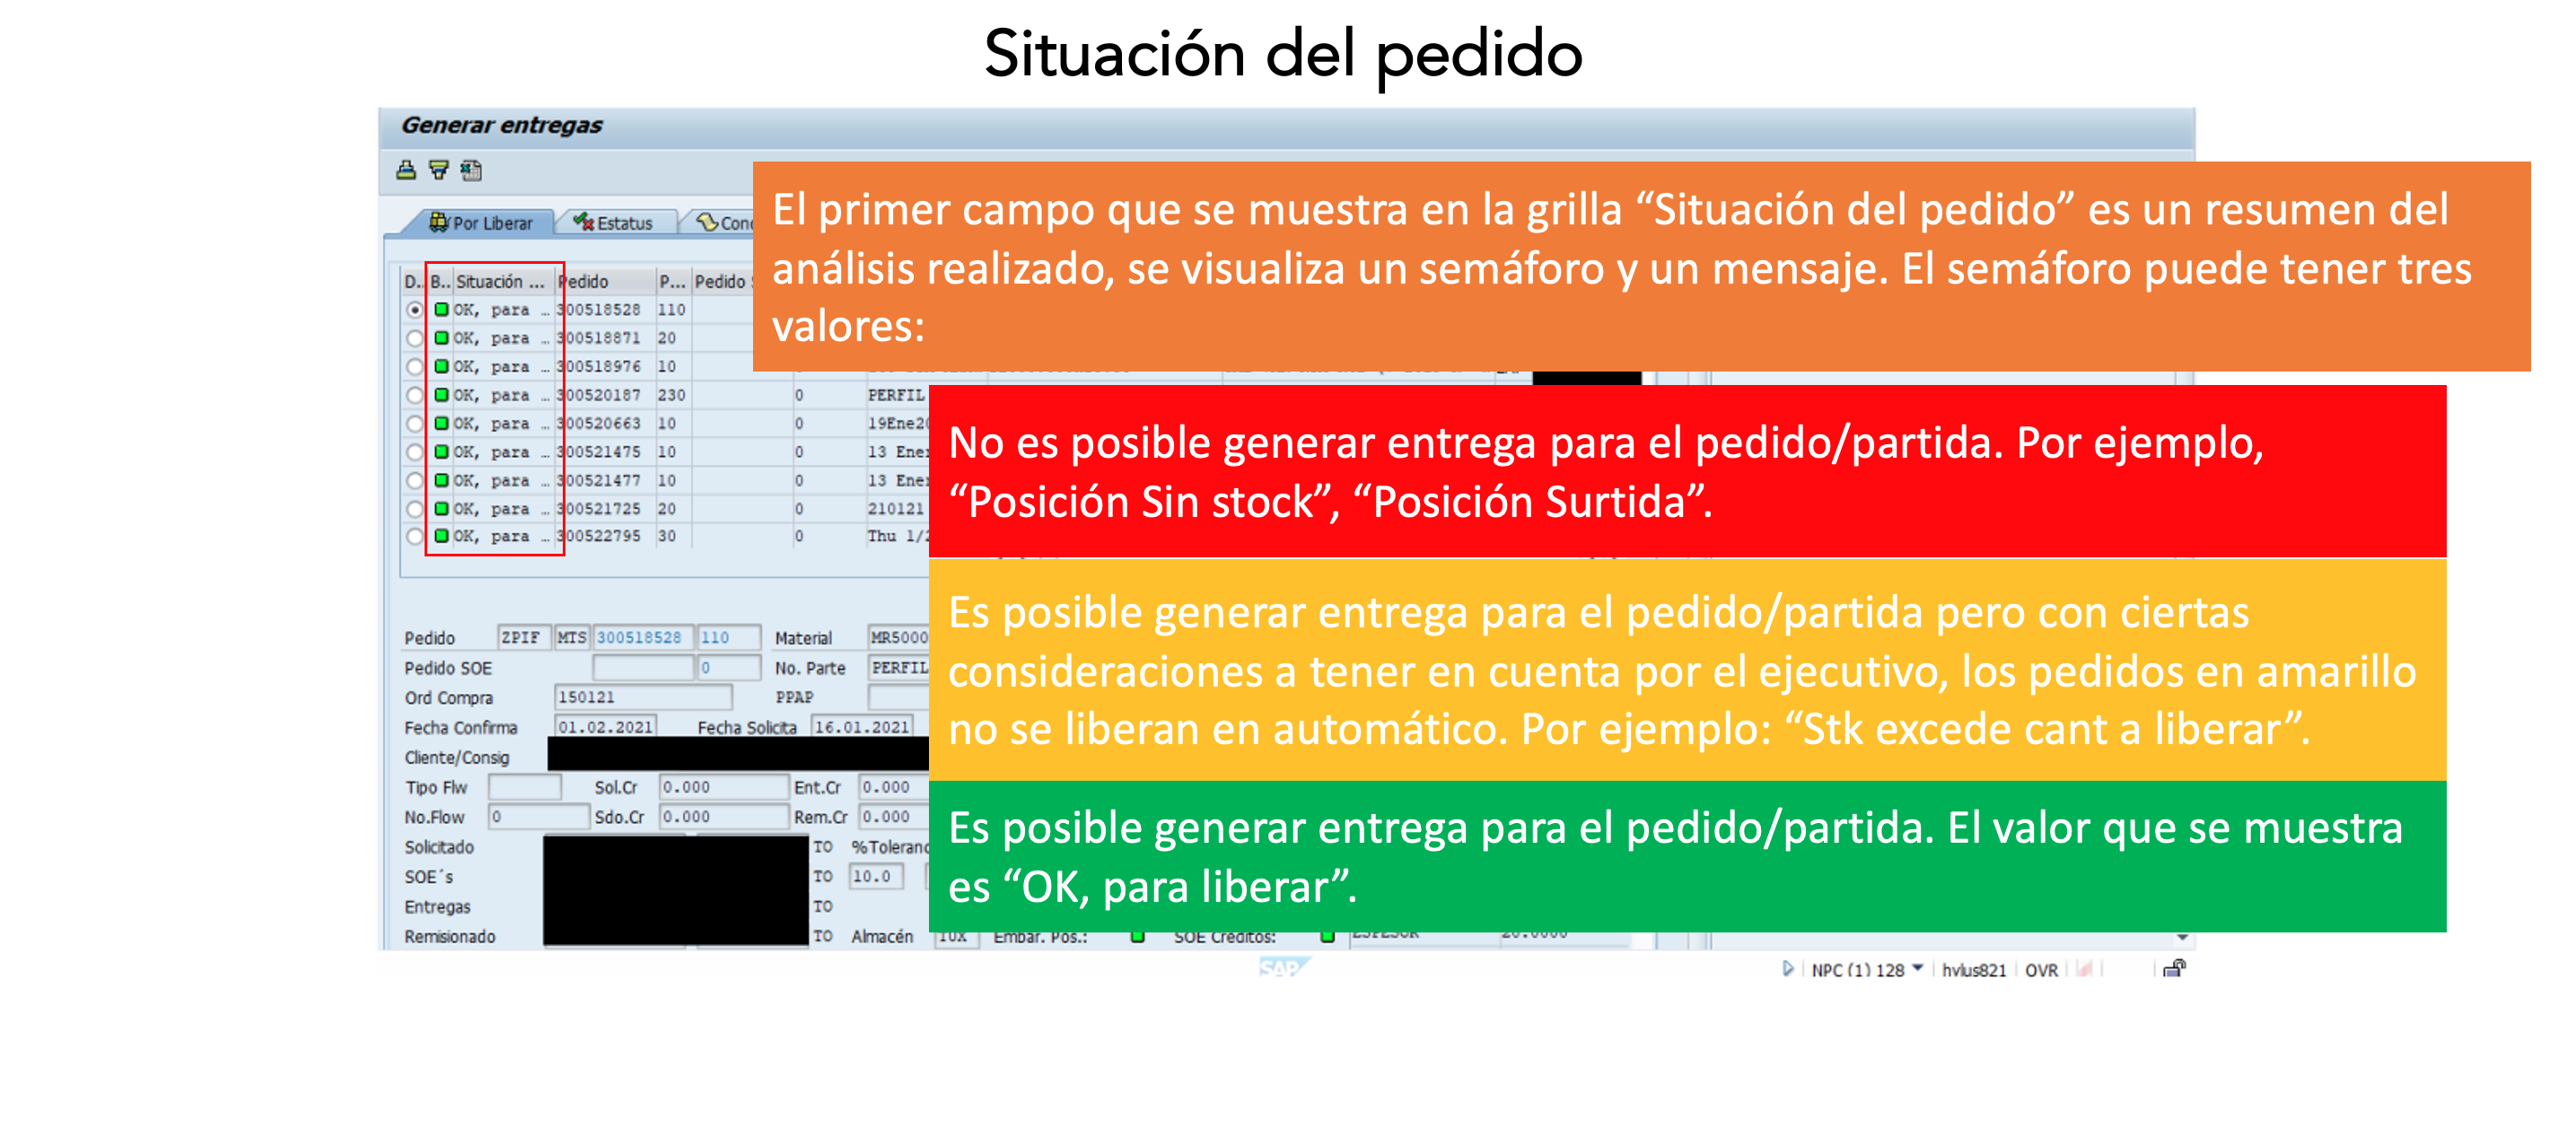 Situación del pedido
Generar entregas
Por Liberar Estatus
El primer campo que se muestra en la grilla “Situación del pedido” es un resumen del
análisis realizado, se visualiza un semáforo y un mensaje. El semáforo puede tener tres
valores:
D.. B.. Situación ... Pedido P... Pedido
OK, para … 300518528 110
OK, para … 300518871 20
OK, para … 300518976 10
OK, para … 300520187 230 0 PERFIL
OK, para … 300520663 10 0
OK, para … 300521475 10 0 13
OK, para … 300521477 10 0 13
OK, para … 300521725 20 0 210121
OK, para … 300522795 30 0 Thu
No es posible generar entrega para el pedido/partida. Por ejemplo,
“Posición Sin stock”, “Posición Surtida”.
Es posible generar entrega para el pedido/partida pero con ciertas
consideraciones a tener en cuenta por el ejecutivo, los pedidos en amarillo
no se liberan en automático. Por ejemplo: “Stk excede cant a liberar”.
Es posible generar entrega para el pedido/partida. El valor que se muestra
es “OK, para liberar”.
Pedido ZPIF MTS 300518528 110 Material MR5000
Pedido SOE 0 No. Parte PERFIL
Ord Compra 150121 PPAP
Fecha Confirma 01.02.2021 Fecha Solicita 16.01.2021
Cliente/Consig
Tipo Flw Sol.Cr 0.000 Ent.Cr 0.000
No.Flow 0 Sdo.Cr 0.000 Rem.Cr 0.000
Solicitado TO
SOE´s TO 10.0
Entregas TO
Remisionado TO Almacén Embar. Pos.: SOE Creditos:
SAP
NPC (1) 128 hvlus821 OVR